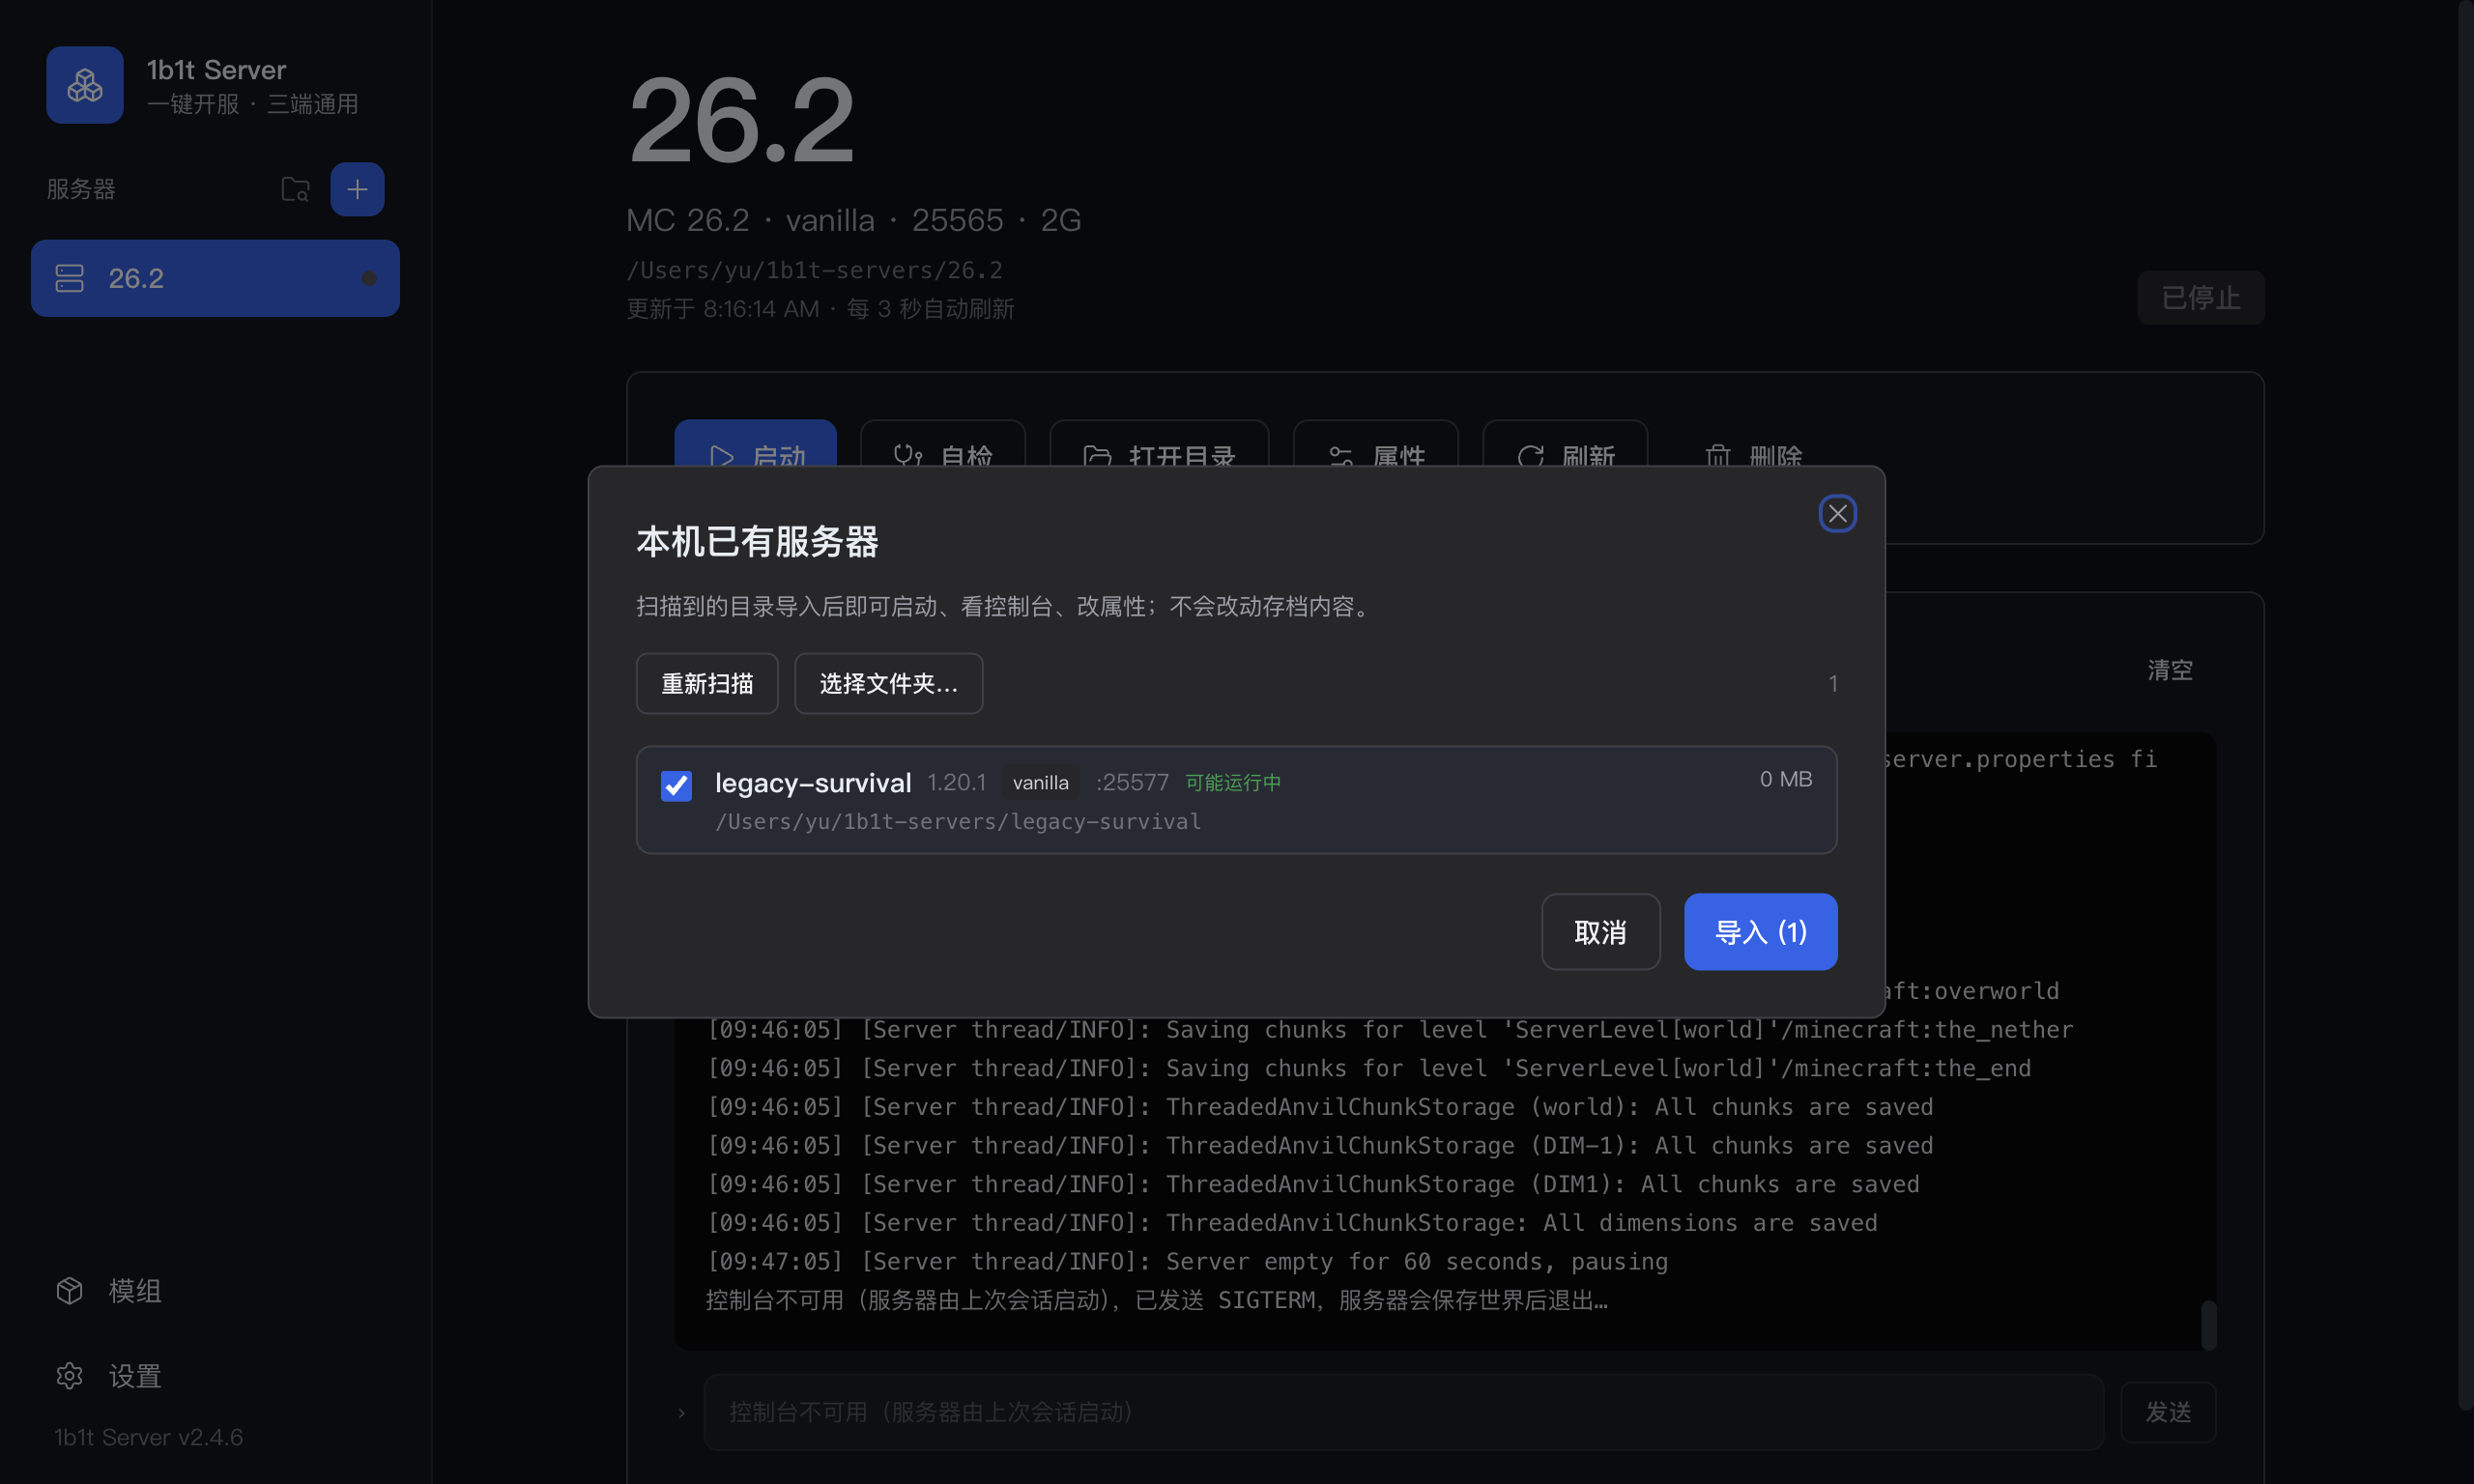 1b1t Server
一键开服 · 三端通用
服务器
26.2
模组
设置
1b1t Server v2.4.6
26.2
MC 26.2 · vanilla · 25565 · 2G
/Users/yu/1b1t-servers/26.2
更新于 8:16:14 AM · 每 3 秒自动刷新
已停止
启动
自检
打开目录
属性
刷新
删除
本机已有服务器
扫描到的目录导入后即可启动、看控制台、改属性；不会改动存档内容。
重新扫描
选择文件夹...
1
legacy-survival 1.20.1 vanilla :25577 可能运行中
0 MB
/Users/yu/1b1t-servers/legacy-survival
取消
导入 (1)
清空
server.properties fi
aft:overworld
[09:46:05] [Server thread/INFO]: Saving chunks for level 'ServerLevel[world]'/minecraft:the_nether
[09:46:05] [Server thread/INFO]: Saving chunks for level 'ServerLevel[world]'/minecraft:the_end
[09:46:05] [Server thread/INFO]: ThreadedAnvilChunkStorage (world): All chunks are saved
[09:46:05] [Server thread/INFO]: ThreadedAnvilChunkStorage (DIM-1): All chunks are saved
[09:46:05] [Server thread/INFO]: ThreadedAnvilChunkStorage (DIM1): All chunks are saved
[09:46:05] [Server thread/INFO]: ThreadedAnvilChunkStorage: All dimensions are saved
[09:47:05] [Server thread/INFO]: Server empty for 60 seconds, pausing
控制台不可用（服务器由上次会话启动），已发送 SIGTERM，服务器会保存世界后退出…
› 控制台不可用（服务器由上次会话启动）
发送